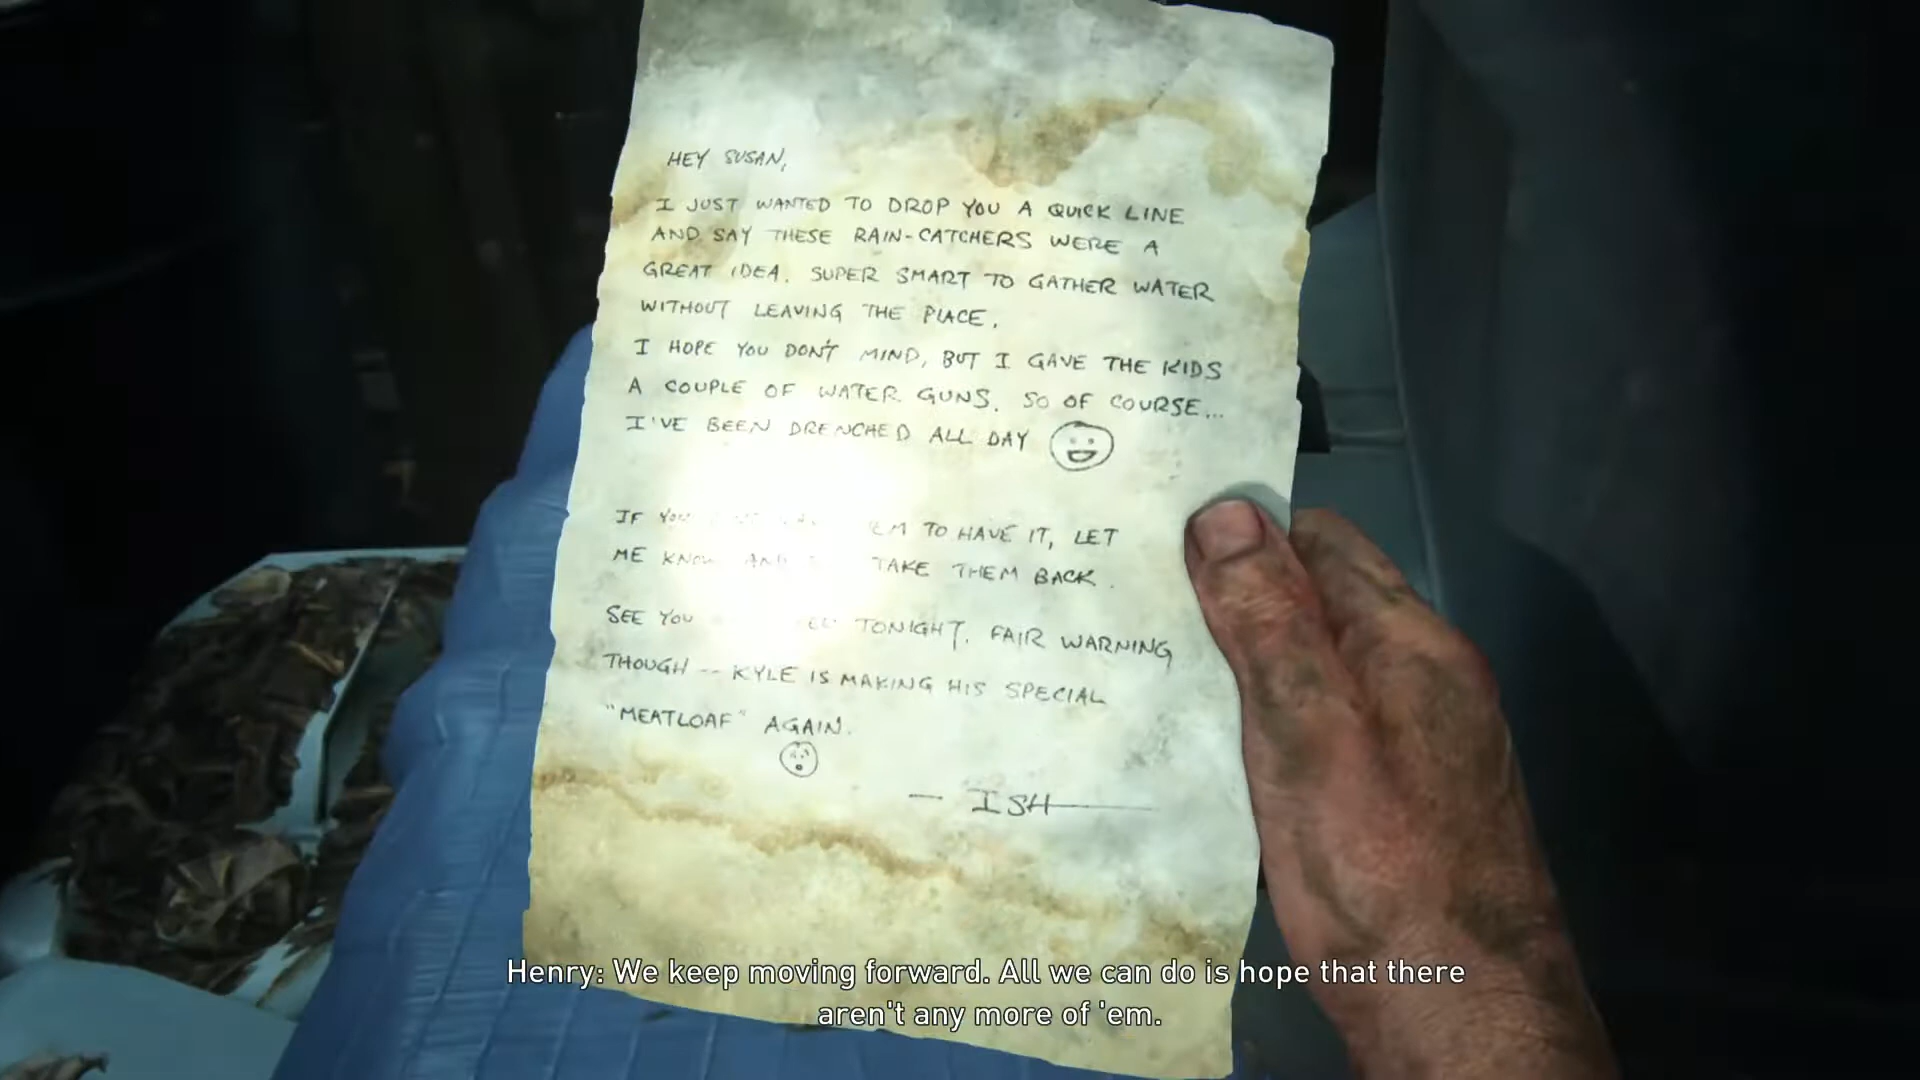 HEY SUSAN,
I JUST WANTED TO DROP YOU A QUICK LINE
AND SAY THESE RAIN-CATCHERS WERE A
GREAT IDEA. SUPER SMART TO GATHER WATER
WITHOUT LEAVING THE PLACE.
I HOPE YOU DON'T MIND, BUT I GAVE THE KIDS
A COUPLE OF WATER GUNS. SO OF COURSE...
I'VE BEEN DRENCHED ALL DAY
IF YOU TO HAVE IT, LET
ME KNOW AND TAKE THEM BACK.
SEE YOU TONIGHT. FAIR WARNING
THOUGH -- KYLE IS MAKING HIS SPECIAL
"MEATLOAF" AGAIN.
— ISH
Henry: We keep moving forward. All we can do is hope that there
aren't any more of 'em.